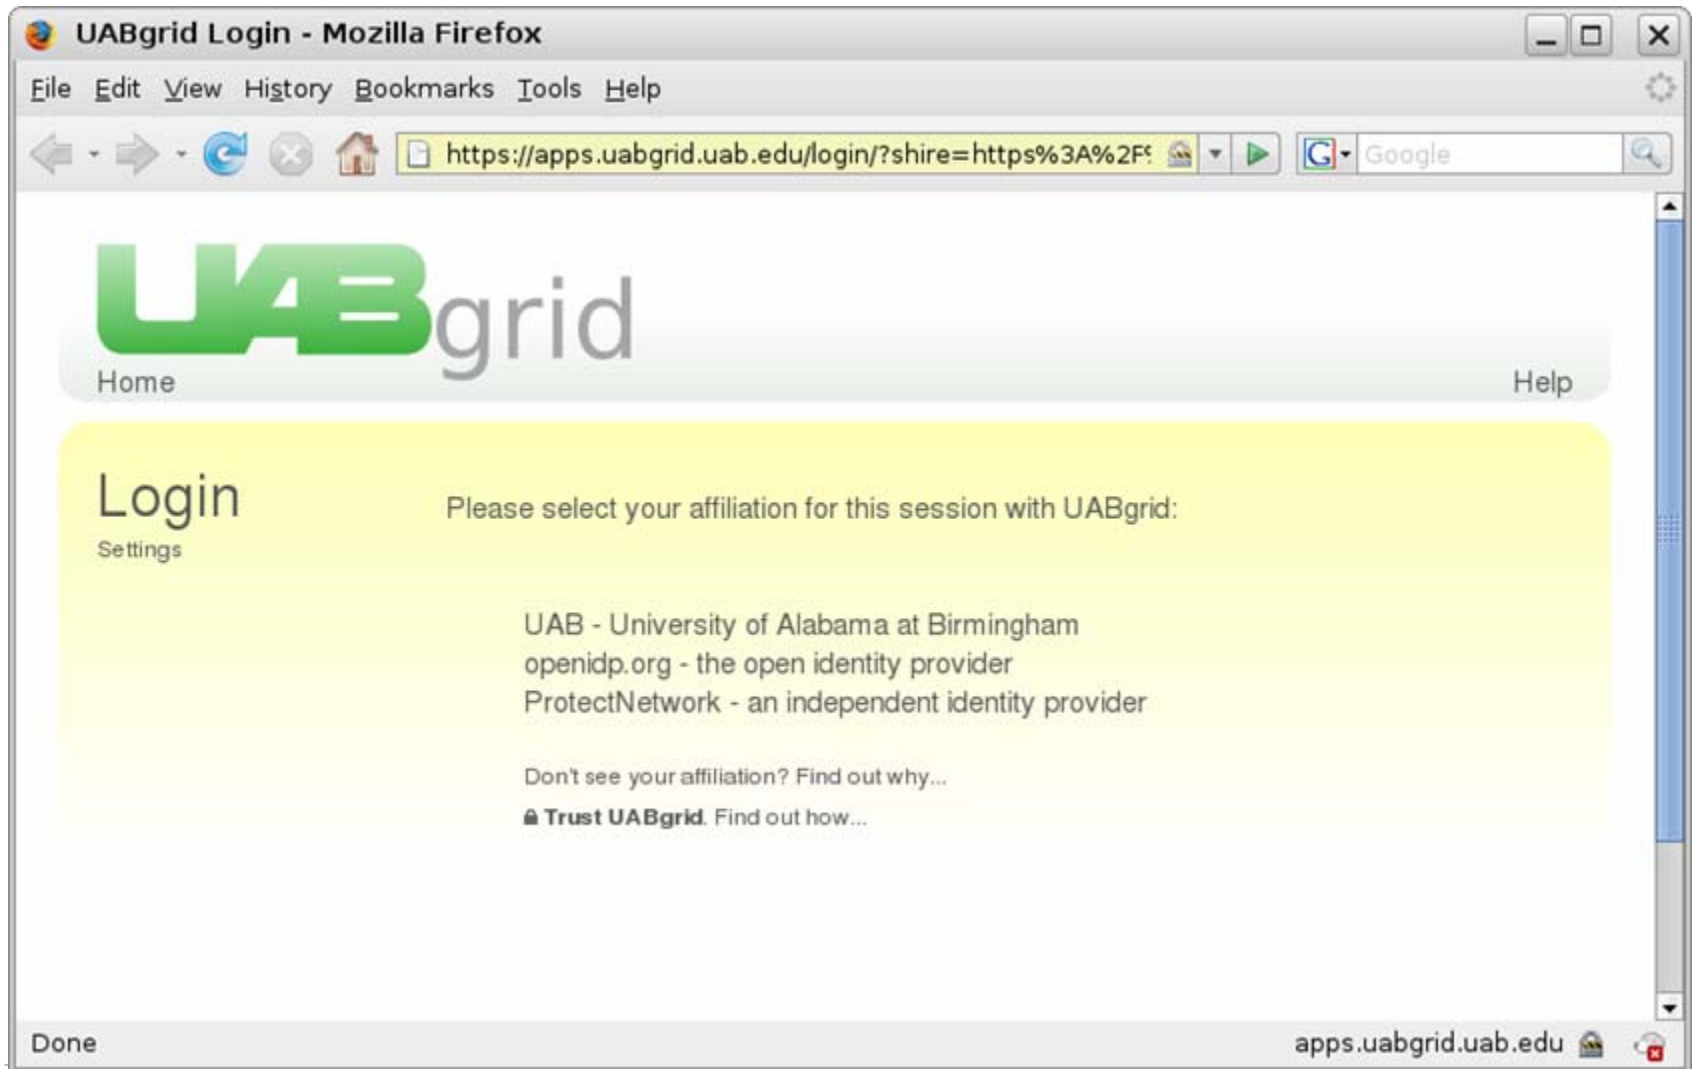 UABgrid Login - Mozilla Firefox
File Edit View History Bookmarks Tools Help
https://apps.uabgrid.uab.edu/login/?shire=https%3A%2F
G Google
UABgrid
Home Help
Login
Please select your affiliation for this session with UABgrid:
Settings
UAB - University of Alabama at Birmingham
openidp.org - the open identity provider
ProtectNetwork - an independent identity provider
Don't see your affiliation? Find out why...
Trust UABgrid. Find out how...
Done apps.uabgrid.uab.edu